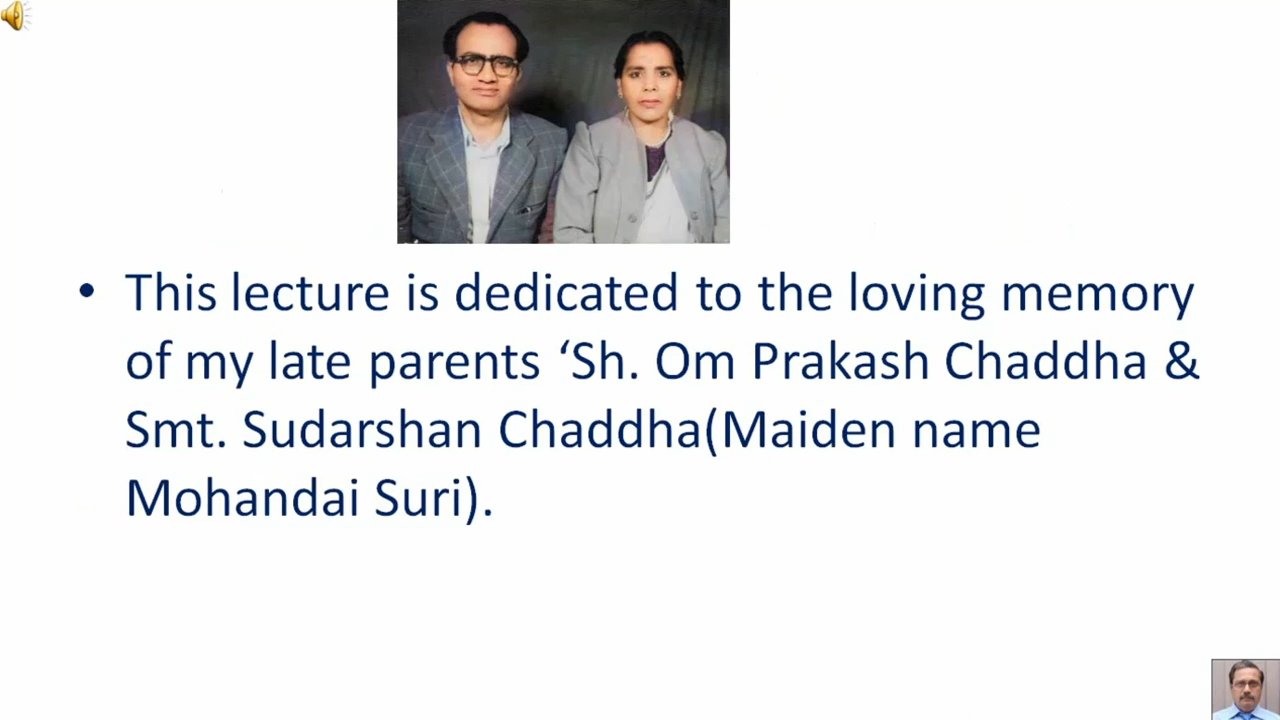 • This lecture is dedicated to the loving memory
of my late parents ‘Sh. Om Prakash Chaddha &
Smt. Sudarshan Chaddha(Maiden name
Mohandai Suri).